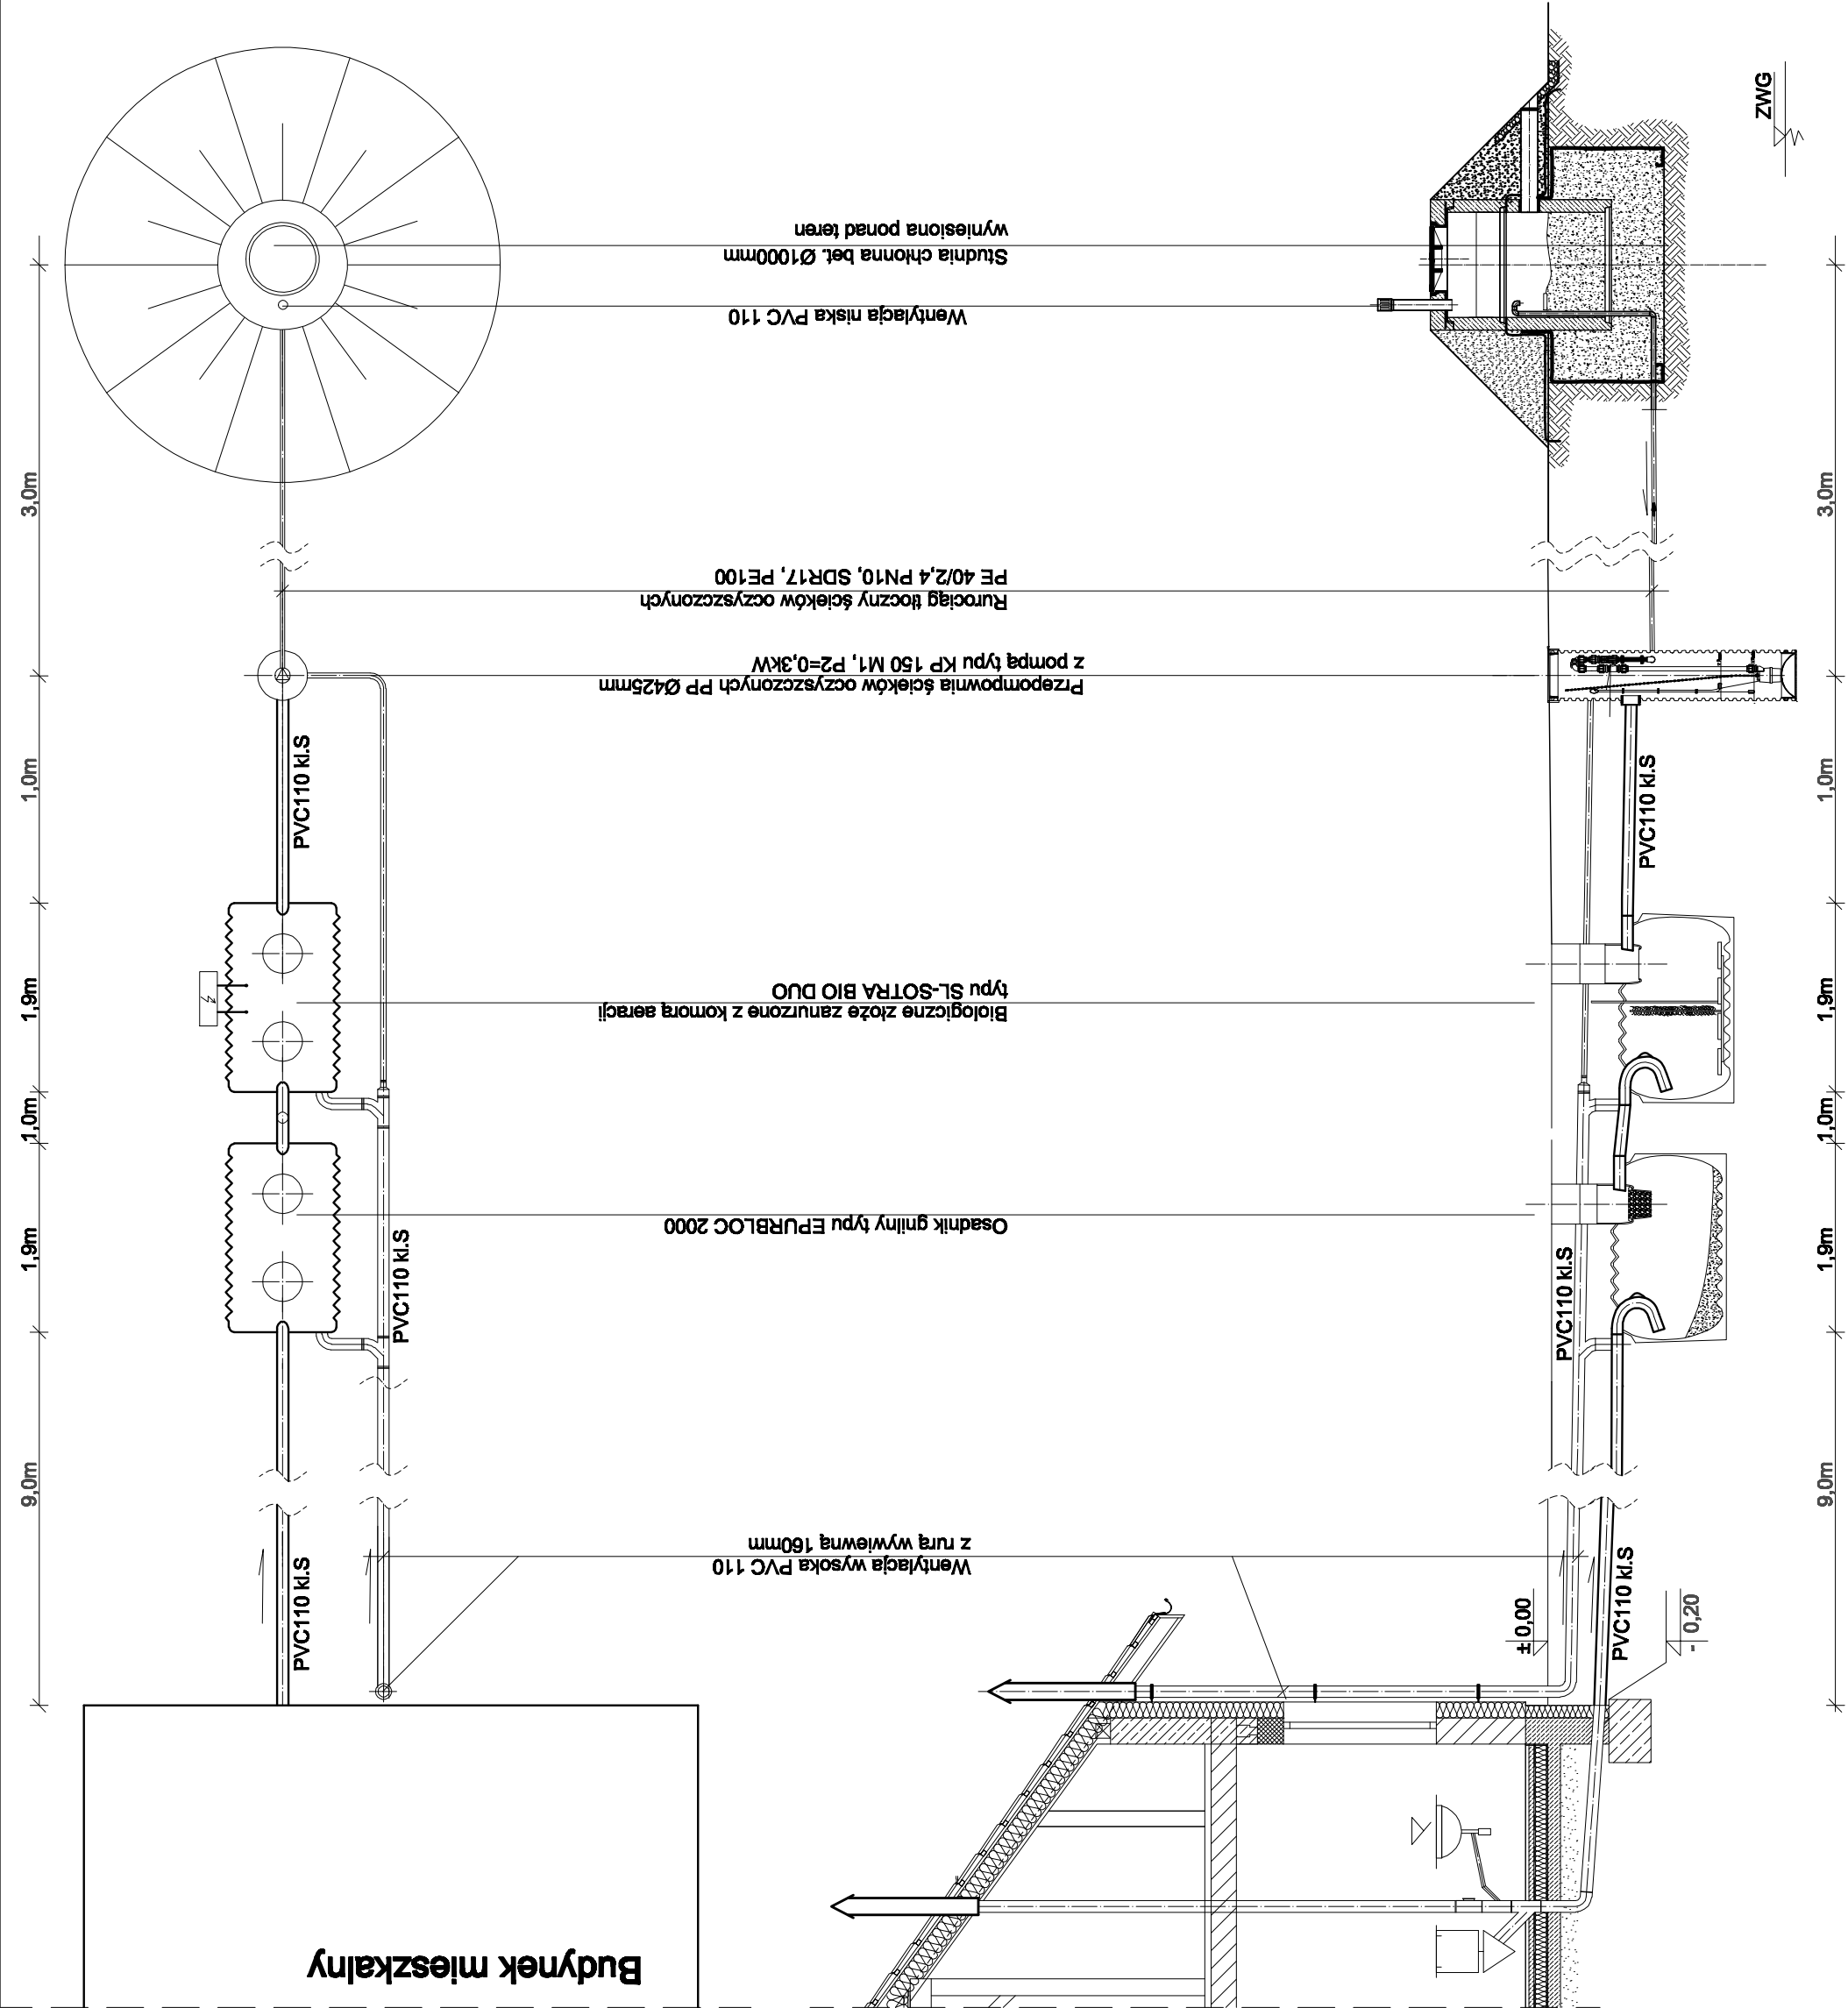 Budynek mieszkalny
Wentylacja wysoka PVC 110
z rurą wywiewną 160mm
Osadnik gnilny typu EPURBLOC 2000
Biologiczne złoże zanurzone z komorą aeracji
typu SL-SOTRA BIO DUO
Przepompownia ścieków oczyszczonych PP Ø425mm
z pompą typu KP 150 M1, P2=0,3kW
Rurociąg tłoczny ścieków oczyszczonych
PE 40/2,4 PN10, SDR17, PE100
Wentylacja niska PVC 110
Studnia chłonna bet. Ø1000mm
wyniesiona ponad teren
3,0m
1,0m
1,9m
1,0m
1,9m
9,0m
PVC110 kl.S
PVC110 kl.S
PVC110 kl.S
PVC110 kl.S
PVC110 kl.S
PVC110 kl.S
± 0,00
- 0,20
ZWG
3,0m
1,0m
1,9m
1,0m
1,9m
9,0m